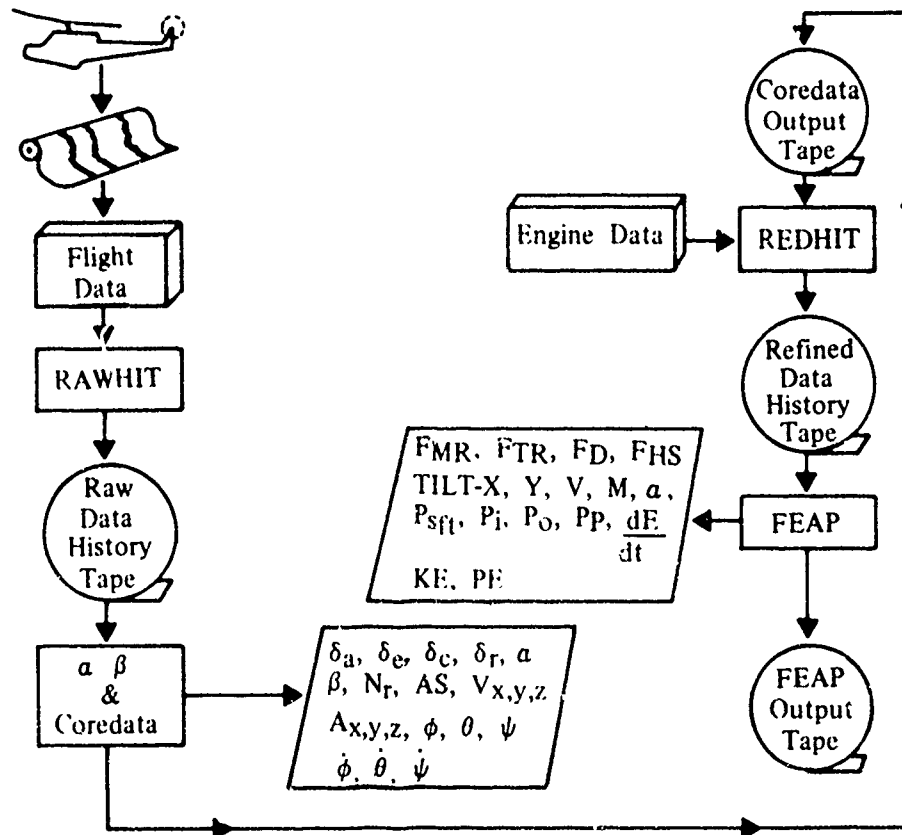 Flight
Data
RAWHIT
Raw
Data
History
Tape
α β
&
Coredata
δa, δe, δc, δr, α
β, Nr, AS, Vx,y,z
Ax,y,z, φ, θ, ψ
φ̇, θ̇, ψ̇
Coredata
Output
Tape
Engine Data
REDHIT
Refined
Data
History
Tape
FEAP
FMR, FTR, FD, FHS
TILT-X, Y, V, M, α,
Psft, Pi, Po, PP, dE
dt
KE, PE
FEAP
Output
Tape